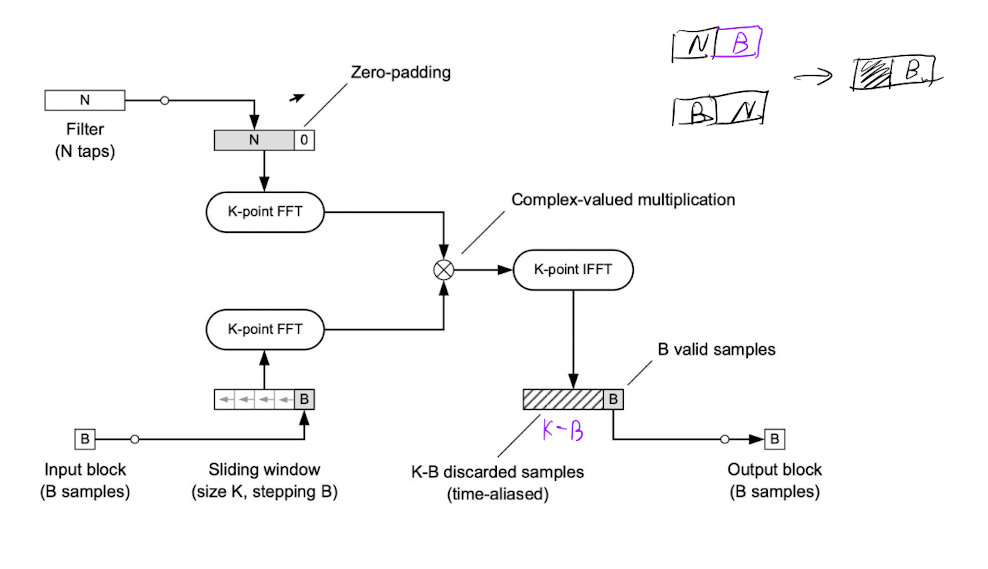 N B
B N
B
Zero-padding
N
Filter
(N taps)
N 0
K-point FFT
Complex-valued multiplication
K-point IFFT
K-point FFT
B valid samples
B
B
K-B
B
B
Input block
(B samples)
Sliding window
(size K, stepping B)
K-B discarded samples
(time-aliased)
Output block
(B samples)